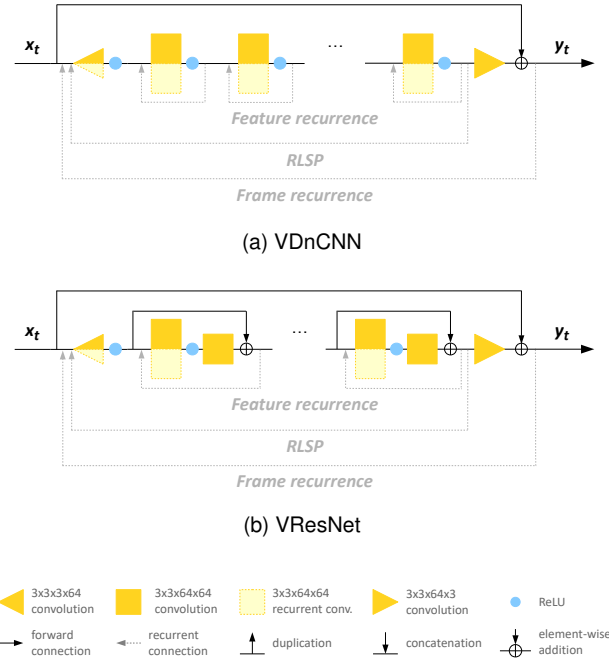 x_t
...
y_t
Feature recurrence
RLSP
Frame recurrence
(a) VDnCNN
x_t
...
y_t
Feature recurrence
RLSP
Frame recurrence
(b) VResNet
3x3x3x64 convolution
3x3x64x64 convolution
3x3x64x64 recurrent conv.
3x3x64x3 convolution
ReLU
forward connection
recurrent connection
duplication
concatenation
element-wise addition